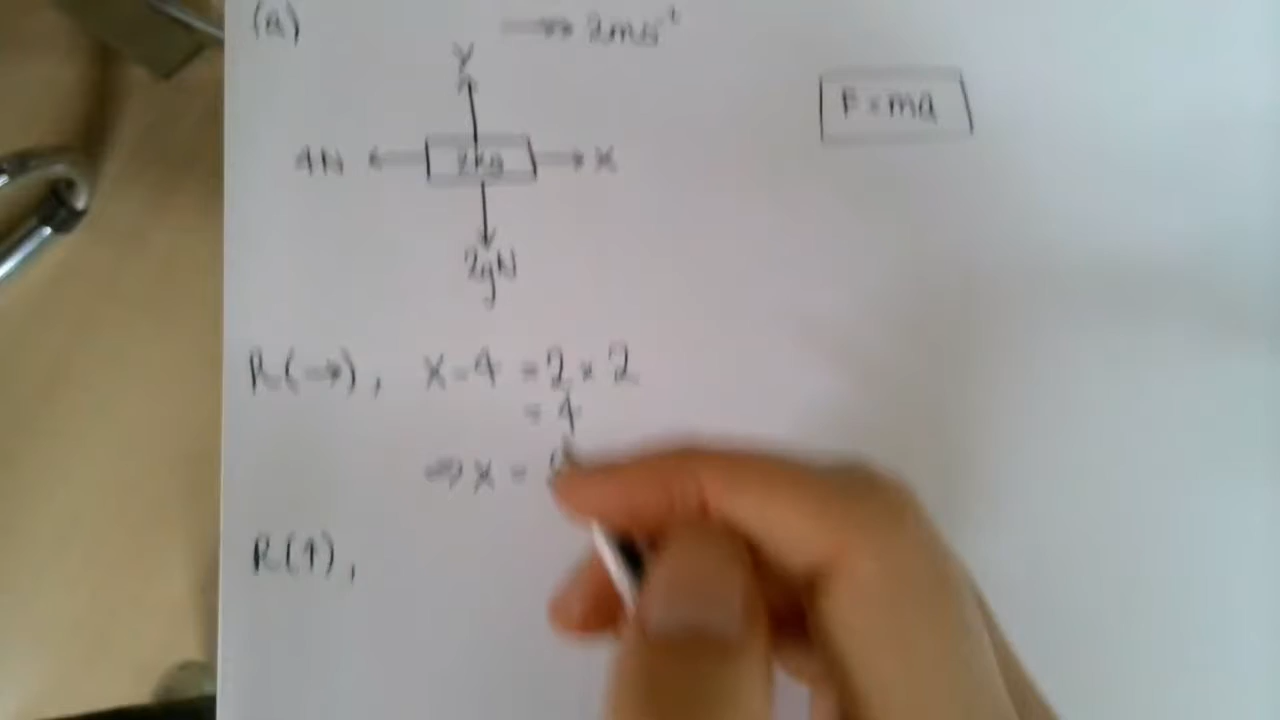 (a)
2ms⁻²
Y
F = ma
4N
2kg
X
2gN
R(→), X - 4 = 2 × 2
= 4
⇒ X =
R(↑),